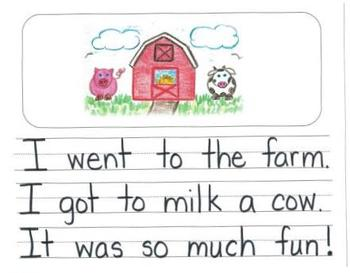 I went to the farm.
I got to milk a cow.
It was so much fun!